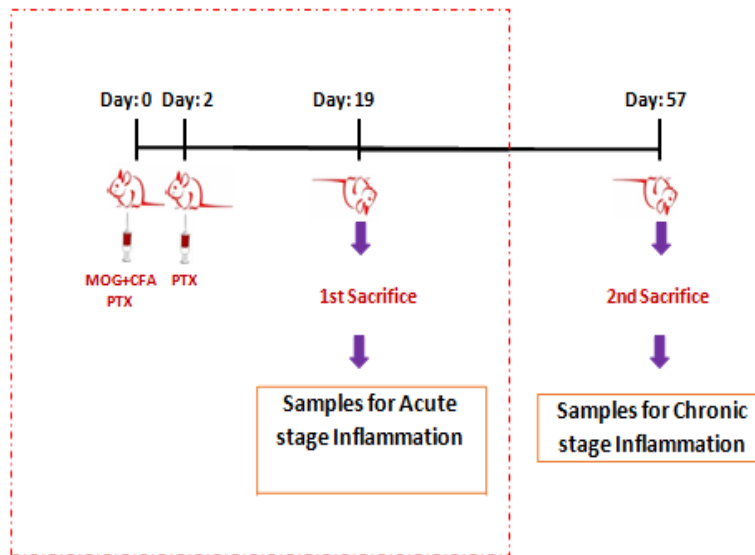 Day: 0 Day: 2 Day: 19 Day: 57
MOG+CFA PTX
PTX
1st Sacrifice 2nd Sacrifice
Samples for Acute
stage Inflammation
Samples for Chronic
stage Inflammation